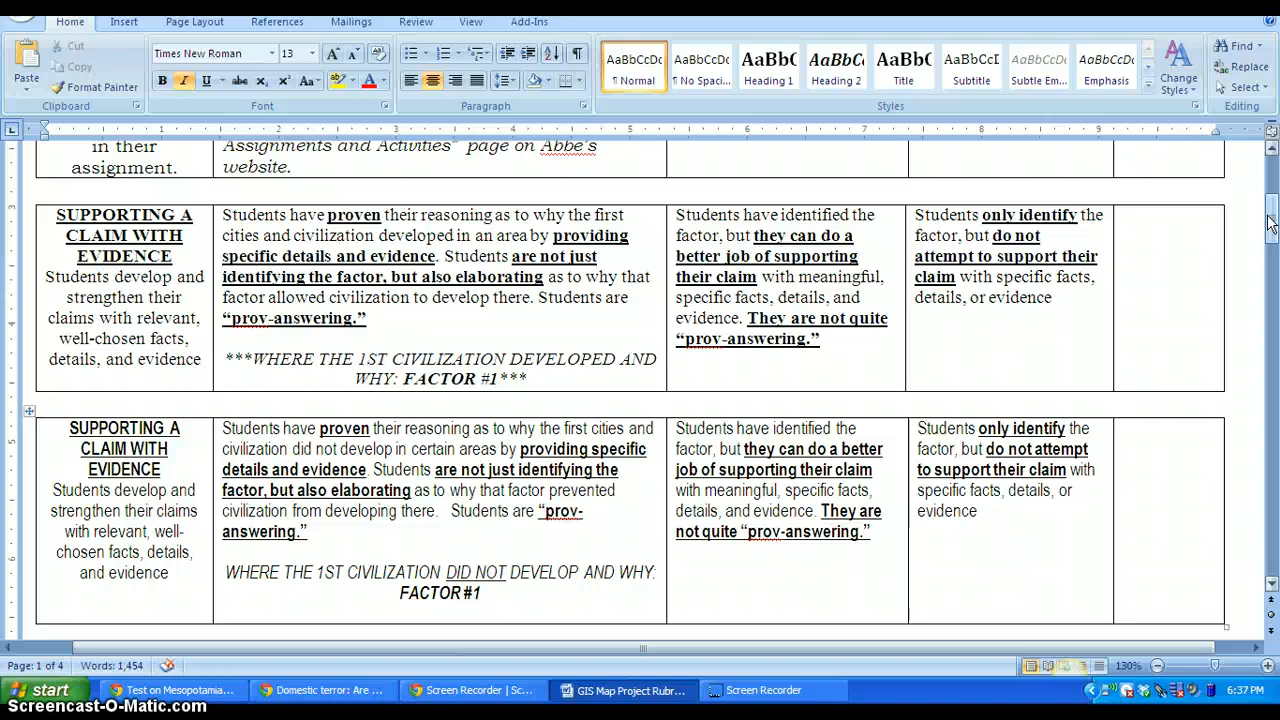 Home Insert Page Layout References Mailings Review View Add-Ins
Cut
Copy
Format Painter
Paste
Clipboard
Times New Roman 13
Font
Paragraph
AaBbCcDc AaBbCcDc AaBbC AaBbCc AaBbC AaBbCcI AaBbCcDc AaBbCcDc
¶ Normal ¶ No Spaci... Heading 1 Heading 2 Title Subtitle Subtle Em... Emphasis
Change
Styles
Styles
Find
Replace
Select
Editing
1 2 3 4 5 6 7 8 9
in their
assignment.
Assignments and Activities" page on Abbe's
website.
SUPPORTING A
CLAIM WITH
EVIDENCE
Students develop and
strengthen their
claims with relevant,
well-chosen facts,
details, and evidence
Students have proven their reasoning as to why the first
cities and civilization developed in an area by providing
specific details and evidence. Students are not just
identifying the factor, but also elaborating as to why that
factor allowed civilization to develop there. Students are
“prov-answering.”
***WHERE THE 1ST CIVILIZATION DEVELOPED AND
WHY: FACTOR #1***
Students have identified the
factor, but they can do a
better job of supporting
their claim with meaningful,
specific facts, details, and
evidence. They are not quite
“prov-answering.”
Students only identify the
factor, but do not
attempt to support their
claim with specific facts,
details, or evidence
SUPPORTING A
CLAIM WITH
EVIDENCE
Students develop and
strengthen their claims
with relevant, well-
chosen facts, details,
and evidence
Students have proven their reasoning as to why the first cities and
civilization did not develop in certain areas by providing specific
details and evidence. Students are not just identifying the
factor, but also elaborating as to why that factor prevented
civilization from developing there. Students are “prov-
answering.”
WHERE THE 1ST CIVILIZATION DID NOT DEVELOP AND WHY:
FACTOR #1
Students have identified the
factor, but they can do a better
job of supporting their claim
with meaningful, specific facts,
details, and evidence. They are
not quite “prov-answering.”
Students only identify the
factor, but do not attempt
to support their claim with
specific facts, details, or
evidence
Page: 1 of 4 Words: 1,454 130%
start Test on Mesopotamia... Domestic terror: Are ... Screen Recorder | Sc... GIS Map Project Rubr... Screen Recorder 6:37 PM
Screencast-O-Matic.com